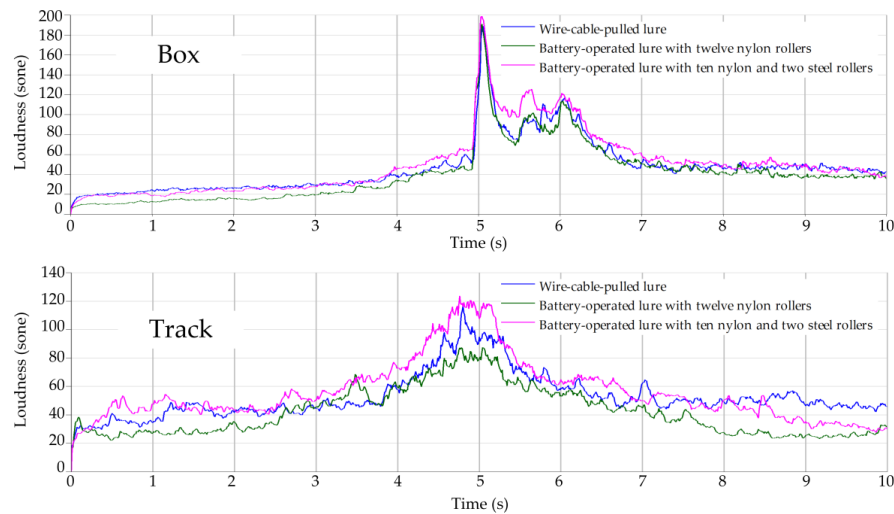 200
180
160
140
120
100
80
60
40
20
0
Loudness (sone)
Box
Wire-cable-pulled lure
Battery-operated lure with twelve nylon rollers
Battery-operated lure with ten nylon and two steel rollers
0 1 2 3 4 5 6 7 8 9 10
Time (s)
140
120
100
80
60
40
20
0
Loudness (sone)
Track
Wire-cable-pulled lure
Battery-operated lure with twelve nylon rollers
Battery-operated lure with ten nylon and two steel rollers
0 1 2 3 4 5 6 7 8 9 10
Time (s)